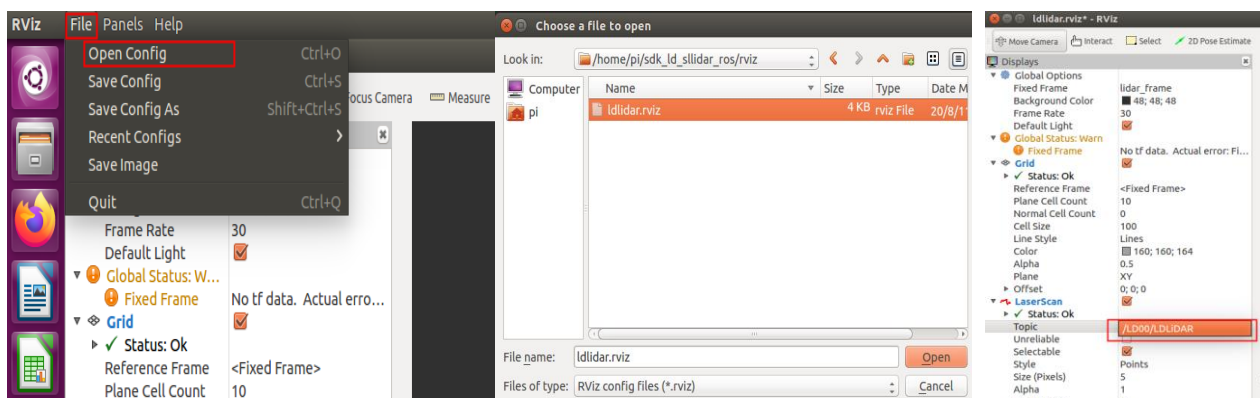 RViz File Panels Help
Open Config Ctrl+O
Save Config Ctrl+S
Save Config As Shift+Ctrl+S
Recent Configs
Save Image
Quit Ctrl+Q
ocus Camera Measure
Frame Rate 30
Default Light
Global Status: W...
Fixed Frame No tf data. Actual erro...
Grid
Status: Ok
Reference Frame <Fixed Frame>
Plane Cell Count 10
Choose a file to open
Look in: /home/pi/sdk_ld_sllidar_ros/rviz
Computer
pi
Name Size Type Date M
ldlidar.rviz 4 KB rviz File 20/8/1
File name: ldlidar.rviz Open
Files of type: RViz config files (*.rviz) Cancel
ldlidar.rviz* - RViz
Move Camera Interact Select 2D Pose Estimate
Displays
Global Options
Fixed Frame lidar_frame
Background Color 48; 48; 48
Frame Rate 30
Default Light
Global Status: Warn
Fixed Frame No tf data. Actual error: Fi...
Grid
Status: Ok
Reference Frame <Fixed Frame>
Plane Cell Count 10
Normal Cell Count 0
Cell Size 100
Line Style Lines
Color 160; 160; 164
Alpha 0.5
Plane XY
Offset 0; 0; 0
LaserScan
Status: Ok
Topic /LD00/LDLiDAR
Unreliable
Selectable
Style Points
Size (Pixels) 5
Alpha 1